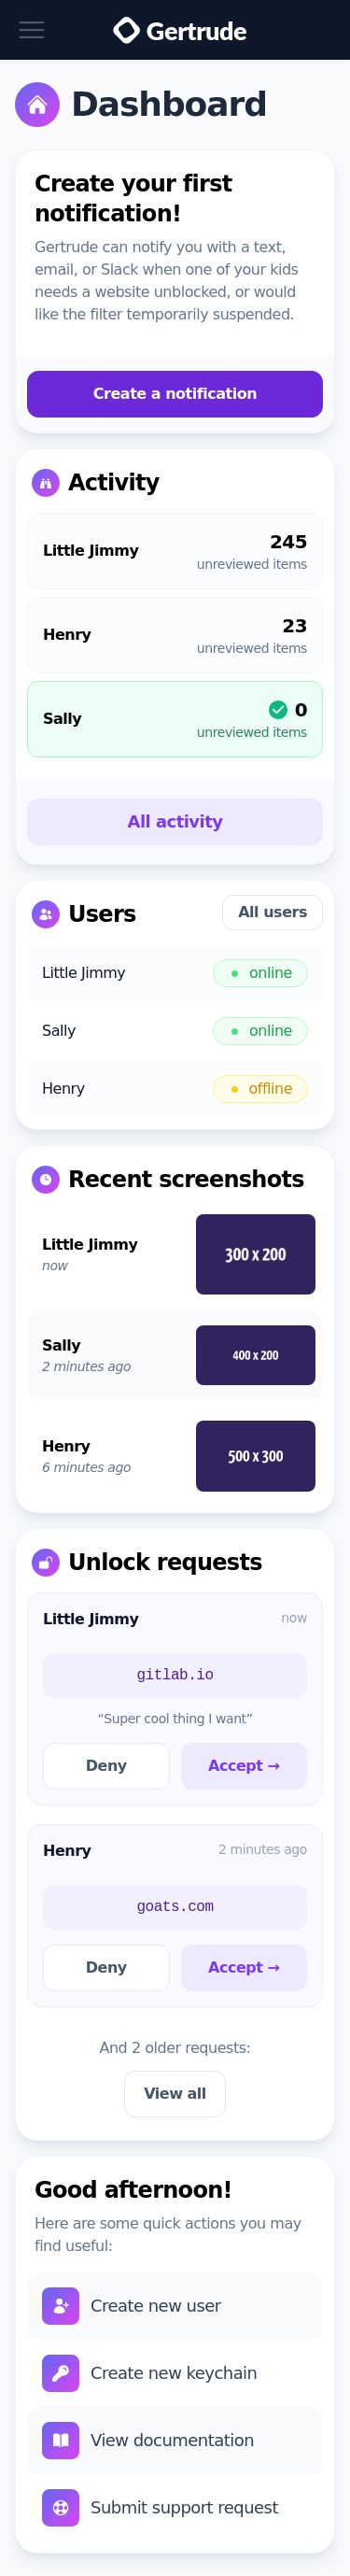 Gertrude
Dashboard
Create your first
notification!
Gertrude can notify you with a text,
email, or Slack when one of your kids
needs a website unblocked, or would
like the filter temporarily suspended.
Create a notification
Activity
Little Jimmy
245
unreviewed items
Henry
23
unreviewed items
Sally
0
unreviewed items
All activity
Users
All users
Little Jimmy
online
Sally
online
Henry
offline
Recent screenshots
Little Jimmy
now
300 x 200
Sally
2 minutes ago
400 x 200
Henry
6 minutes ago
500 x 300
Unlock requests
Little Jimmy
now
gitlab.io
“Super cool thing I want”
Deny
Accept →
Henry
2 minutes ago
goats.com
Deny
Accept →
And 2 older requests:
View all
Good afternoon!
Here are some quick actions you may
find useful:
Create new user
Create new keychain
View documentation
Submit support request